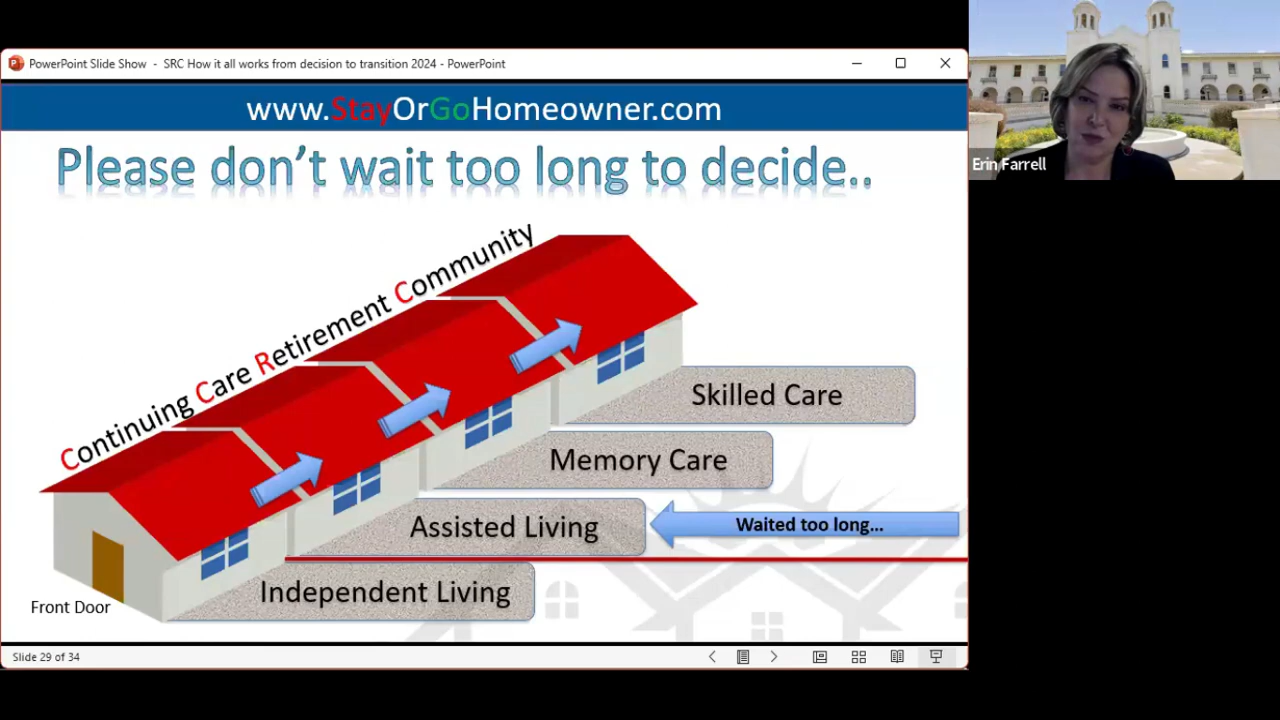 PowerPoint Slide Show - SRC How it all works from decision to transition 2024 - PowerPoint
www.StayOrGoHomeowner.com
Please don't wait too long to decide..
Continuing Care Retirement Community
Skilled Care
Memory Care
Assisted Living
Waited too long...
Independent Living
Front Door
Slide 29 of 34
Erin Farrell